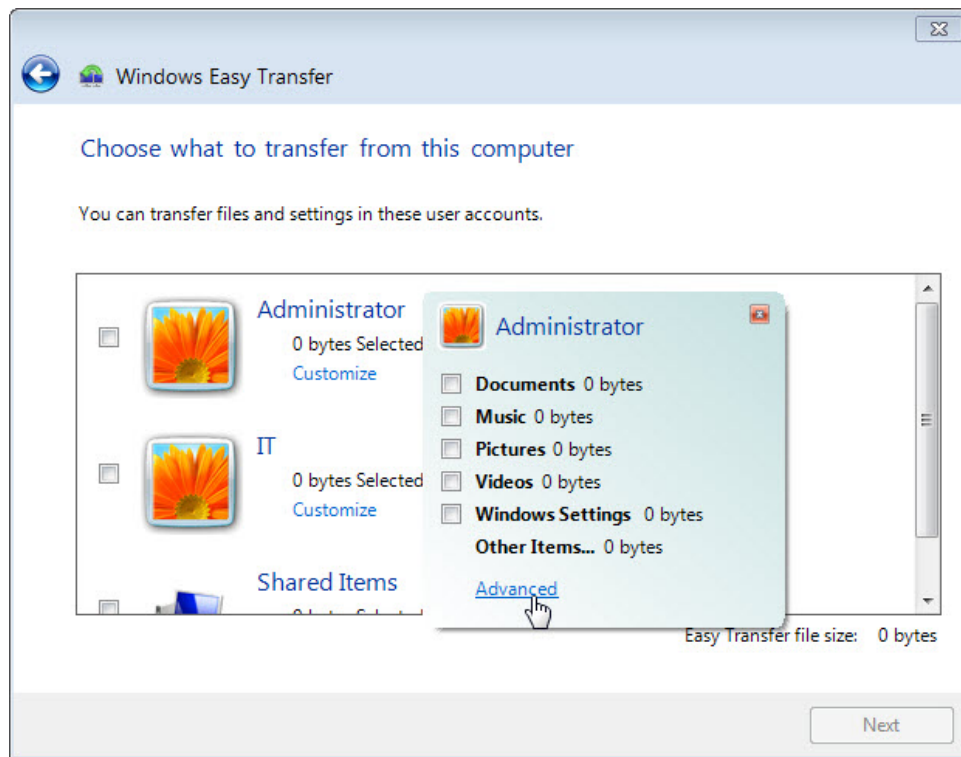 Windows Easy Transfer
Choose what to transfer from this computer
You can transfer files and settings in these user accounts.
Administrator
0 bytes Selected
Customize
IT
0 bytes Selected
Customize
Shared Items
Administrator
Documents 0 bytes
Music 0 bytes
Pictures 0 bytes
Videos 0 bytes
Windows Settings 0 bytes
Other Items... 0 bytes
Advanced
Easy Transfer file size: 0 bytes
Next